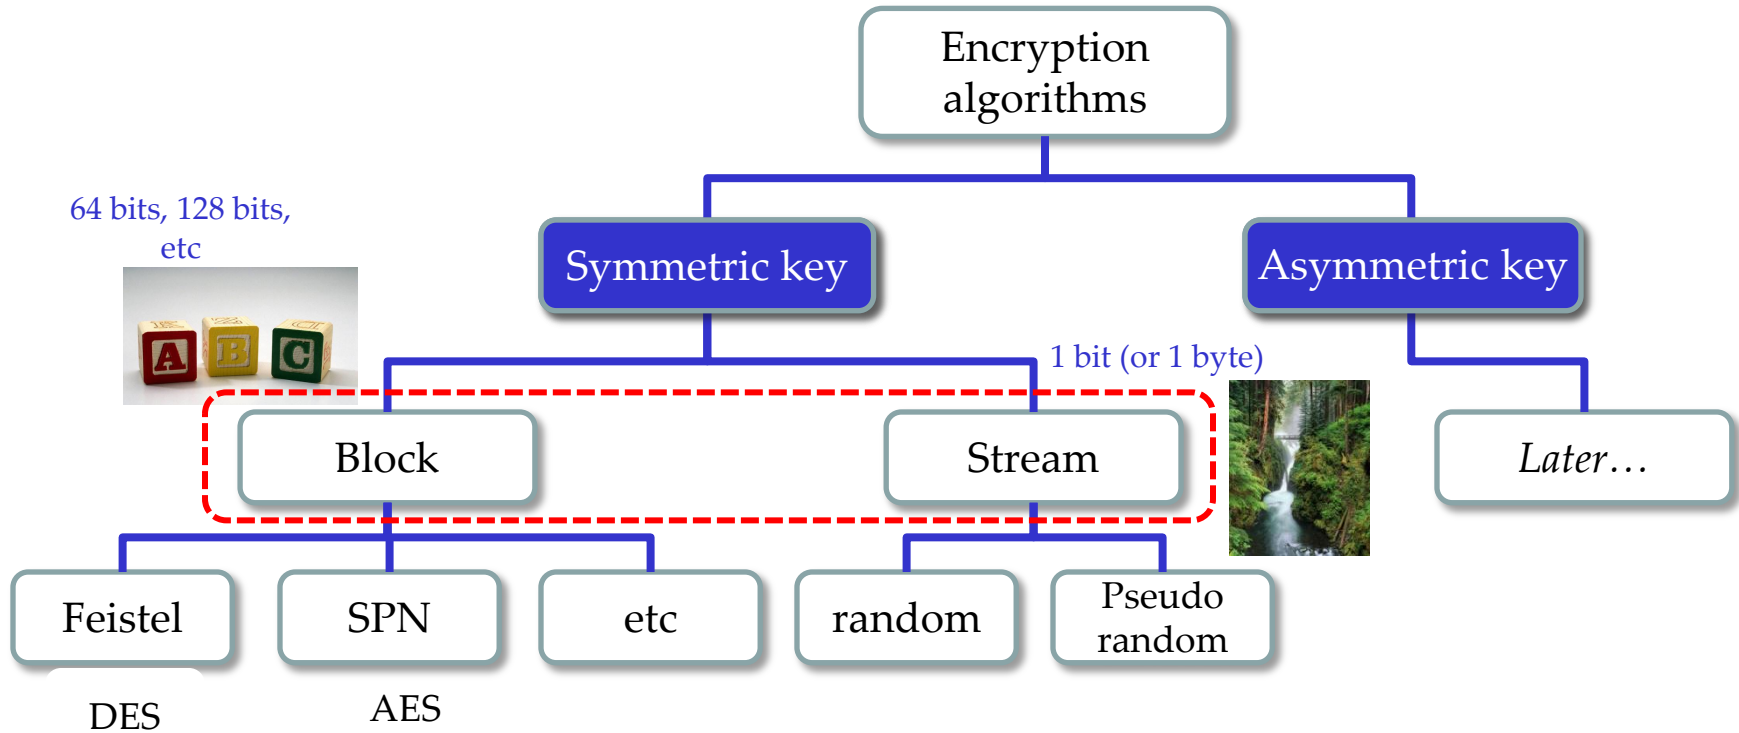 Encryption
algorithms
64 bits, 128 bits,
etc
Symmetric key
Asymmetric key
1 bit (or 1 byte)
A
B
C
Block
Stream
Later…
Feistel
SPN
etc
random
Pseudo
random
DES
AES